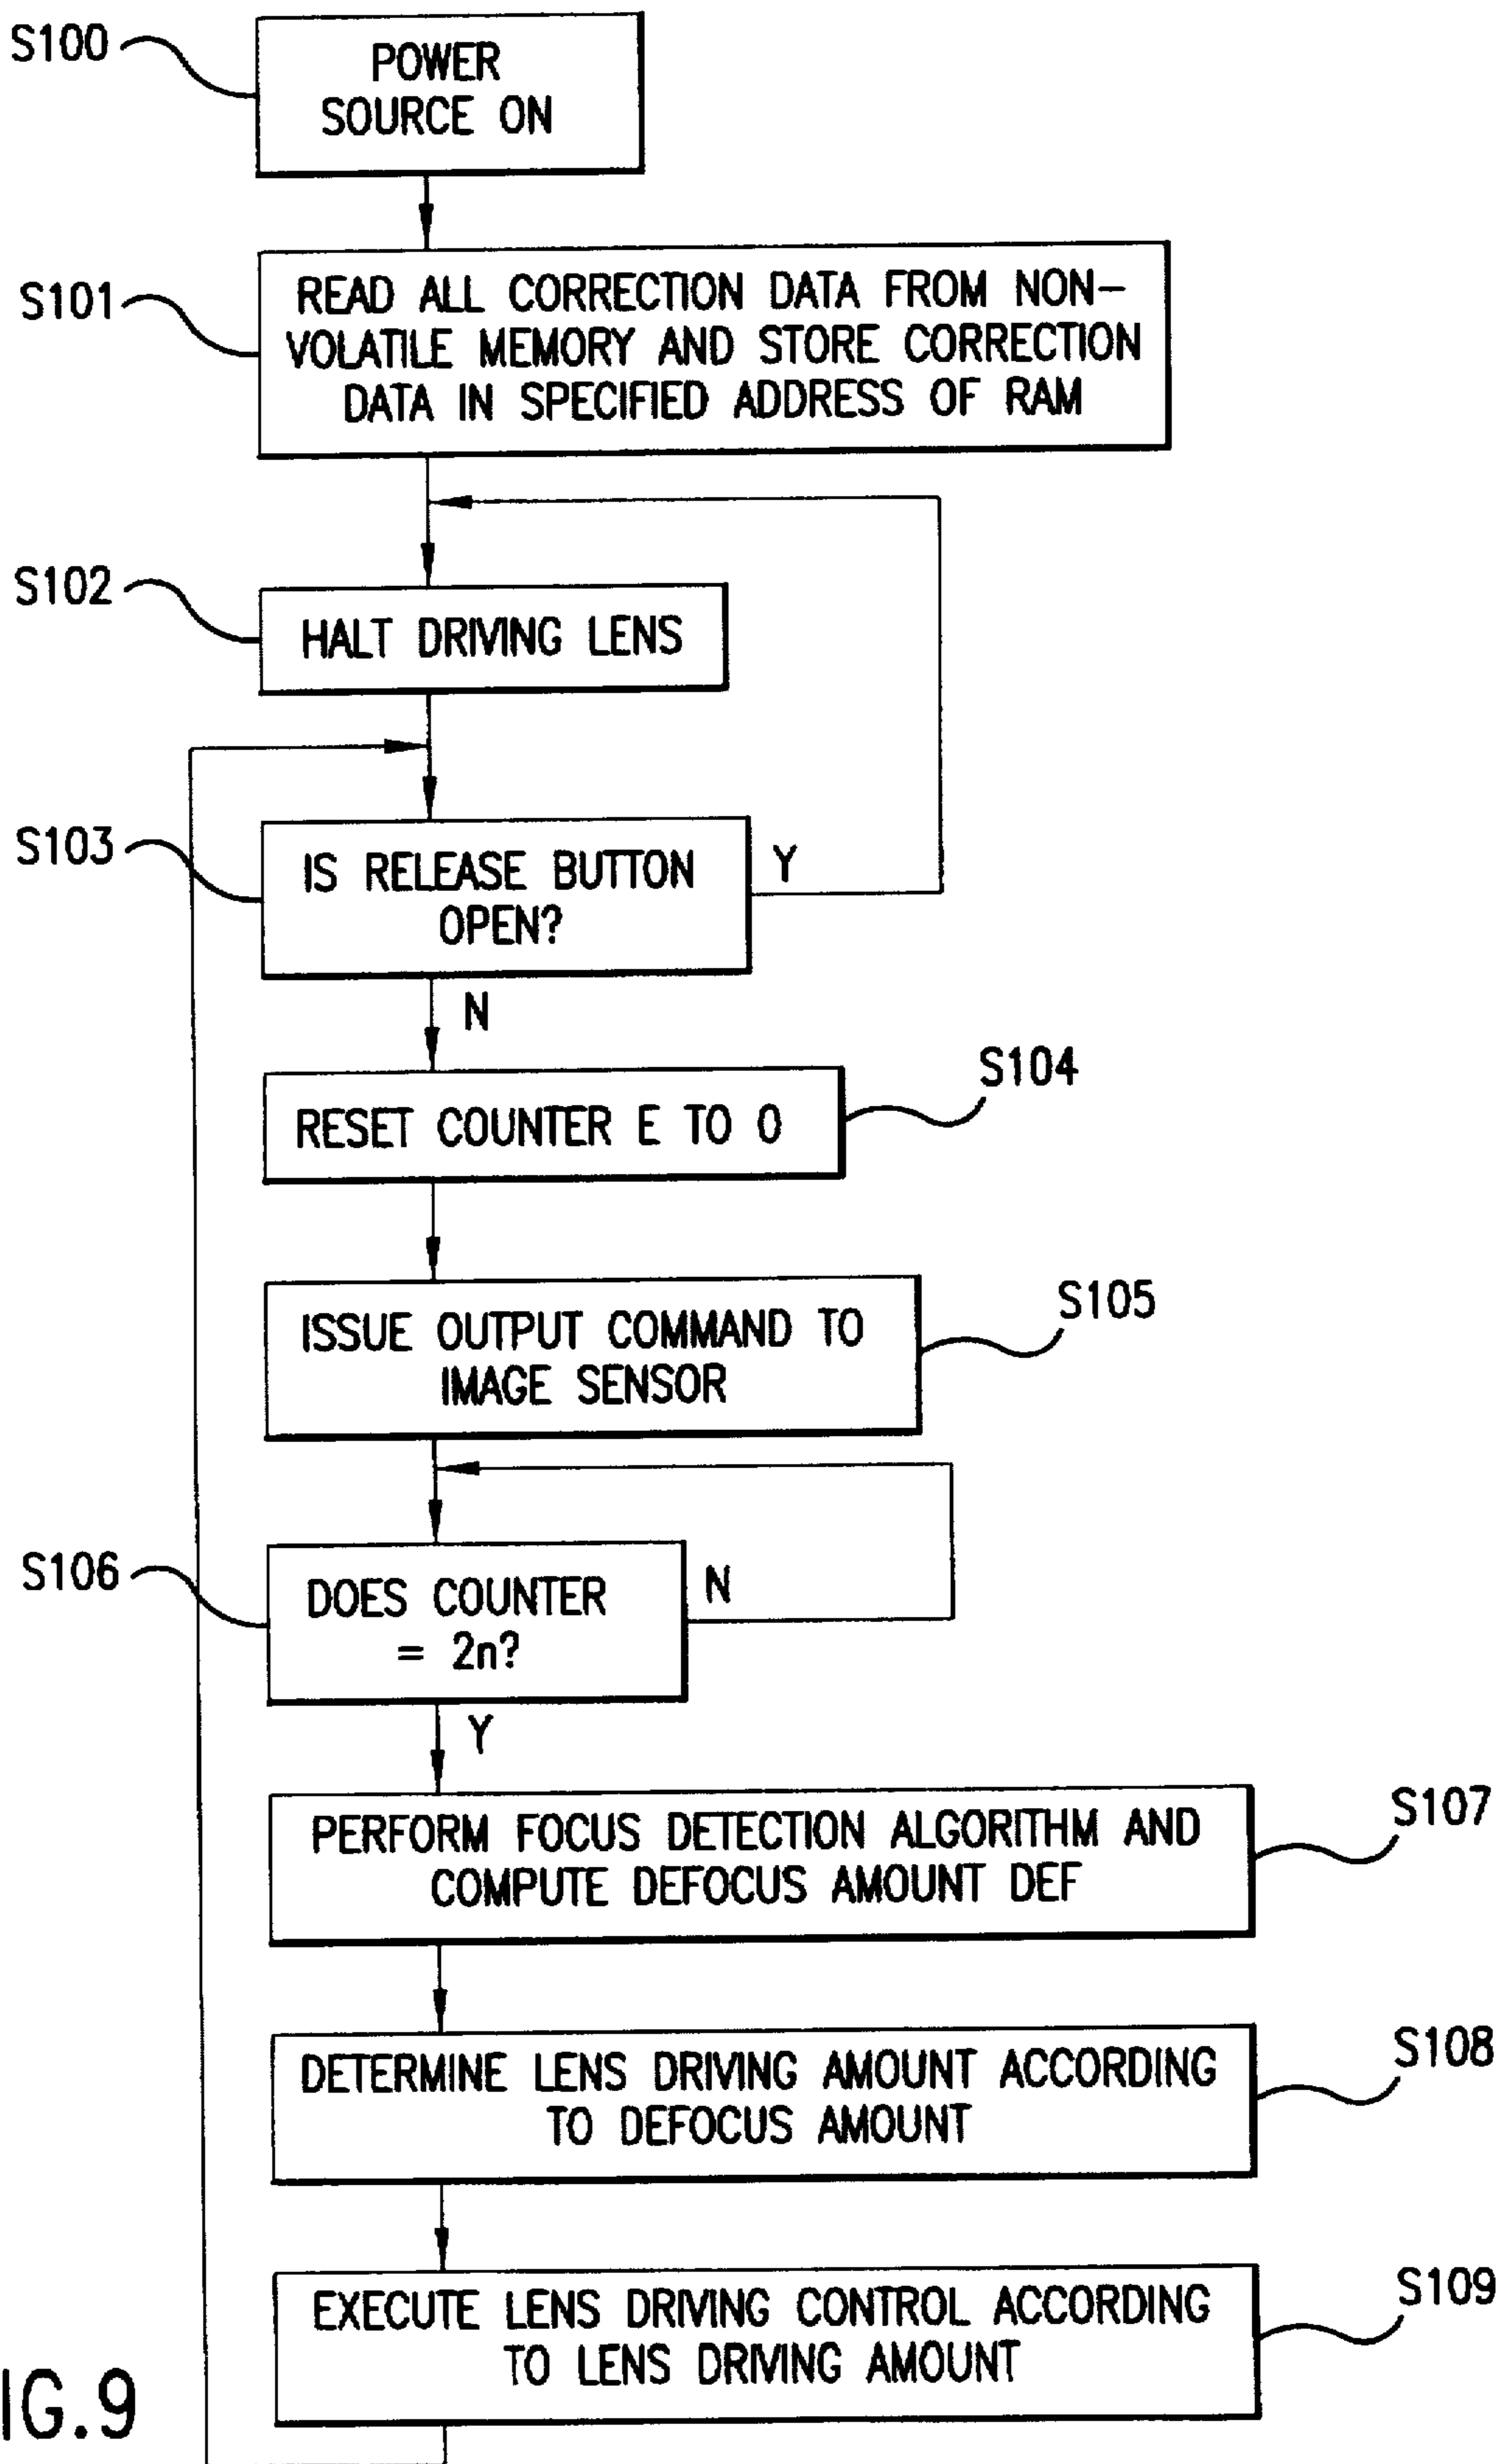 S100
POWER
SOURCE ON
S101
READ ALL CORRECTION DATA FROM NON-
VOLATILE MEMORY AND STORE CORRECTION
DATA IN SPECIFIED ADDRESS OF RAM
S102
HALT DRIVING LENS
S103
IS RELEASE BUTTON
OPEN?
Y
N
S104
RESET COUNTER E TO 0
S105
ISSUE OUTPUT COMMAND TO
IMAGE SENSOR
S106
DOES COUNTER
= 2n?
N
Y
S107
PERFORM FOCUS DETECTION ALGORITHM AND
COMPUTE DEFOCUS AMOUNT DEF
S108
DETERMINE LENS DRIVING AMOUNT ACCORDING
TO DEFOCUS AMOUNT
S109
EXECUTE LENS DRIVING CONTROL ACCORDING
TO LENS DRIVING AMOUNT
IG.9